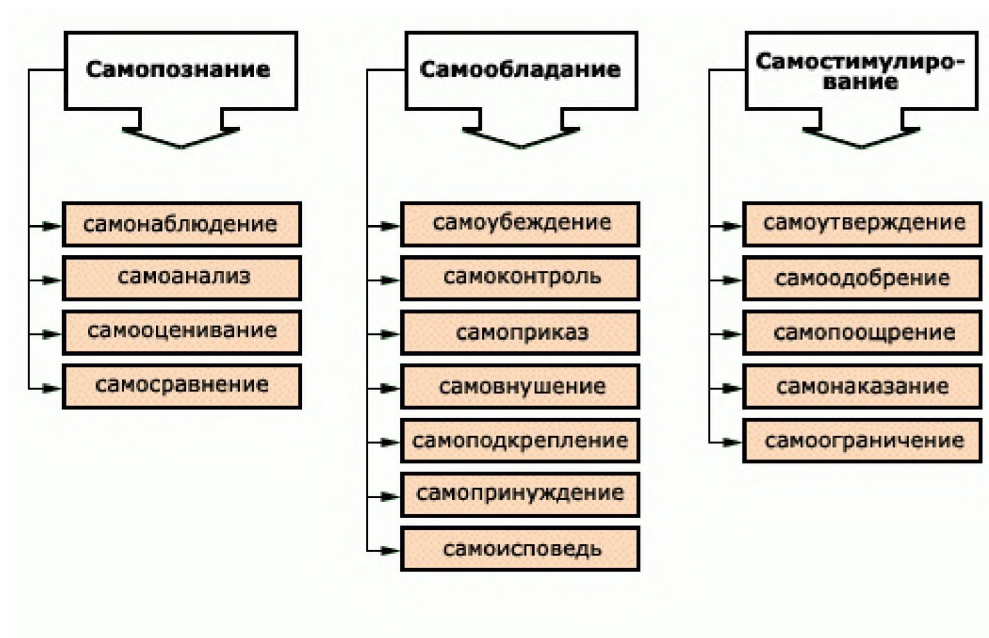 Самопознание
самонаблюдение
самоанализ
самооценивание
самосравнение
Самообладание
самоубеждение
самоконтроль
самоприказ
самовнушение
самоподкрепление
самопринуждение
самоисповедь
Самостимулиро-
вание
самоутверждение
самоодобрение
самопоощрение
самонаказание
самоограничение